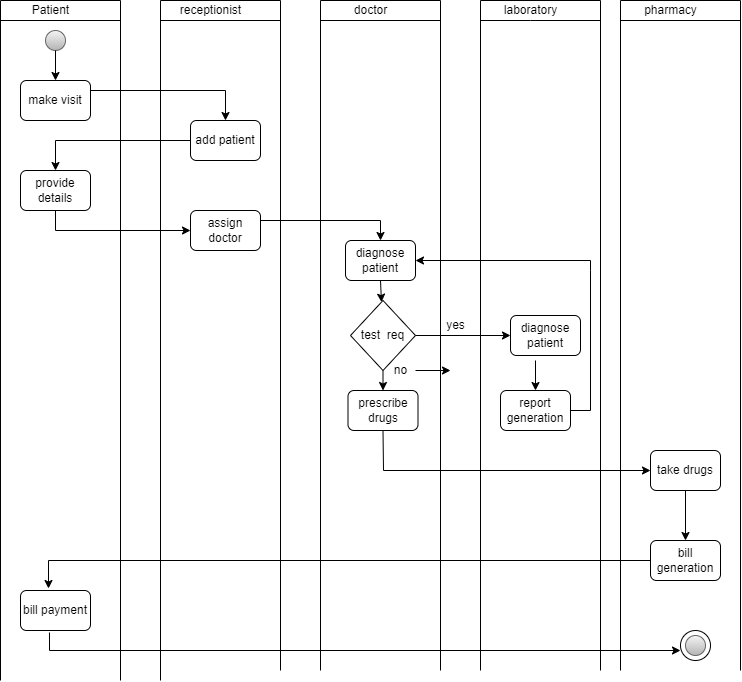 Patient
receptionist
doctor
laboratory
pharmacy
make visit
add patient
provide
details
assign
doctor
diagnose
patient
test  req
yes
diagnose
patient
no
prescribe
drugs
report
generation
take drugs
bill
generation
bill payment